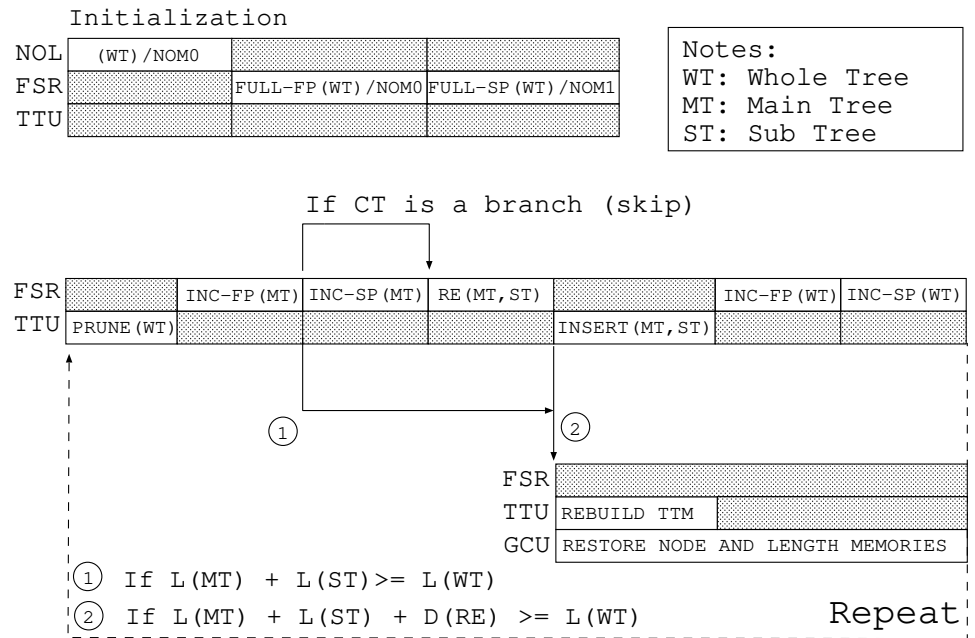 Initialization
NOL (WT)/NOM0
FSR FULL-FP(WT)/NOM0 FULL-SP(WT)/NOM1
TTU
Notes:
WT: Whole Tree
MT: Main Tree
ST: Sub Tree
If CT is a branch (skip)
FSR INC-FP(MT) INC-SP(MT) RE(MT,ST) INC-FP(WT) INC-SP(WT)
TTU PRUNE(WT) INSERT(MT,ST)
1 2
FSR
TTU REBUILD TTM
GCU RESTORE NODE AND LENGTH MEMORIES
1 If L(MT) + L(ST)>= L(WT)
2 If L(MT) + L(ST) + D(RE) >= L(WT)
Repeat